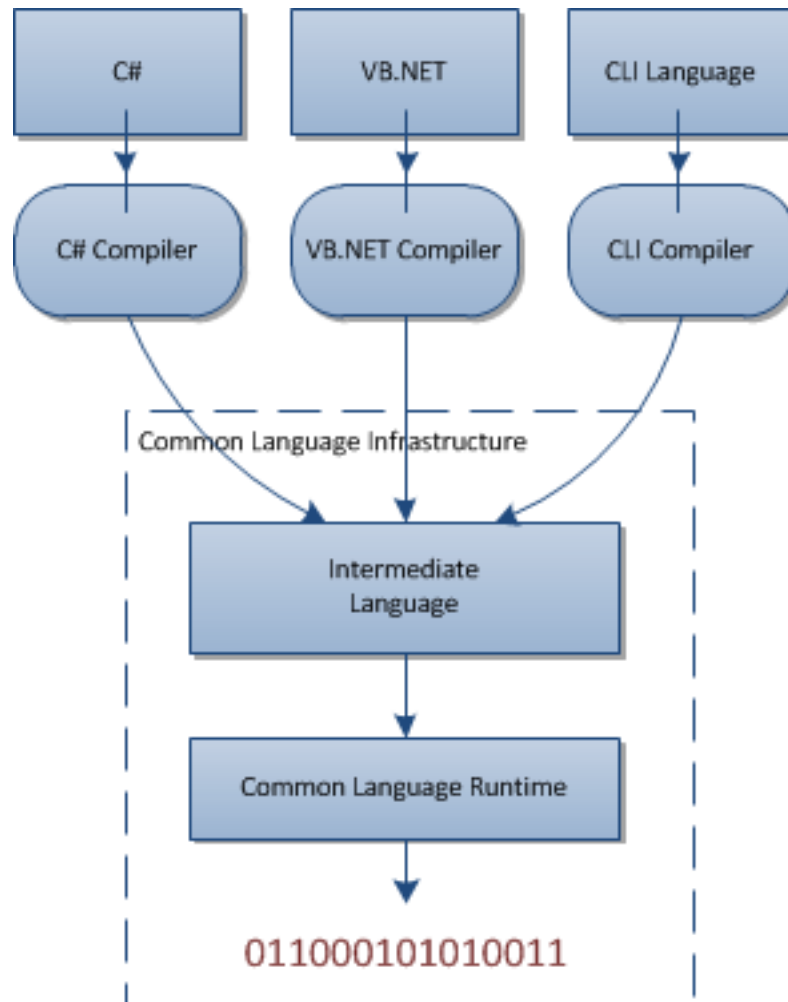 C#
VB.NET
CLI Language
C# Compiler
VB.NET Compiler
CLI Compiler
Common Language Infrastructure
Intermediate
Language
Common Language Runtime
011000101010011